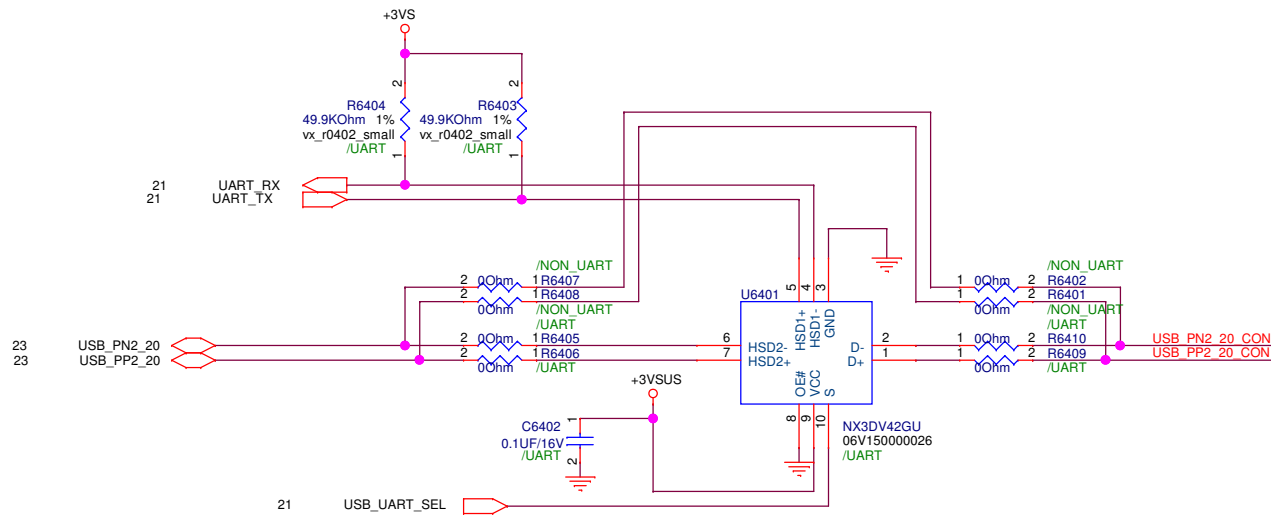 +3VS
2 2
R6404 R6403
49.9KOhm 1% 49.9KOhm 1%
vx_r0402_small vx_r0402_small
/UART /UART
1 1
21 UART_RX
21 UART_TX
/NON_UART /NON_UART
2 0Ohm 1 R6407 1 0Ohm 2 R6402
2 1 R6408 1 2 R6401
0Ohm /NON_UART 0Ohm /NON_UART
/UART /UART
5 4 3
U6401
HSD1+ HSD1- GND
23 USB_PN2_20 2 0Ohm 1 R6405 6 HSD2- D- 2 1 0Ohm 2 R6410 USB_PN2_20_CON
23 USB_PP2_20 2 1 R6406 7 HSD2+ D+ 1 1 2 R6409 USB_PP2_20_CON
0Ohm /UART 0Ohm /UART
OE# VCC S
8 9 10
+3VSUS
1
C6402 NX3DV42GU
0.1UF/16V 06V150000026
/UART /UART
2
21 USB_UART_SEL